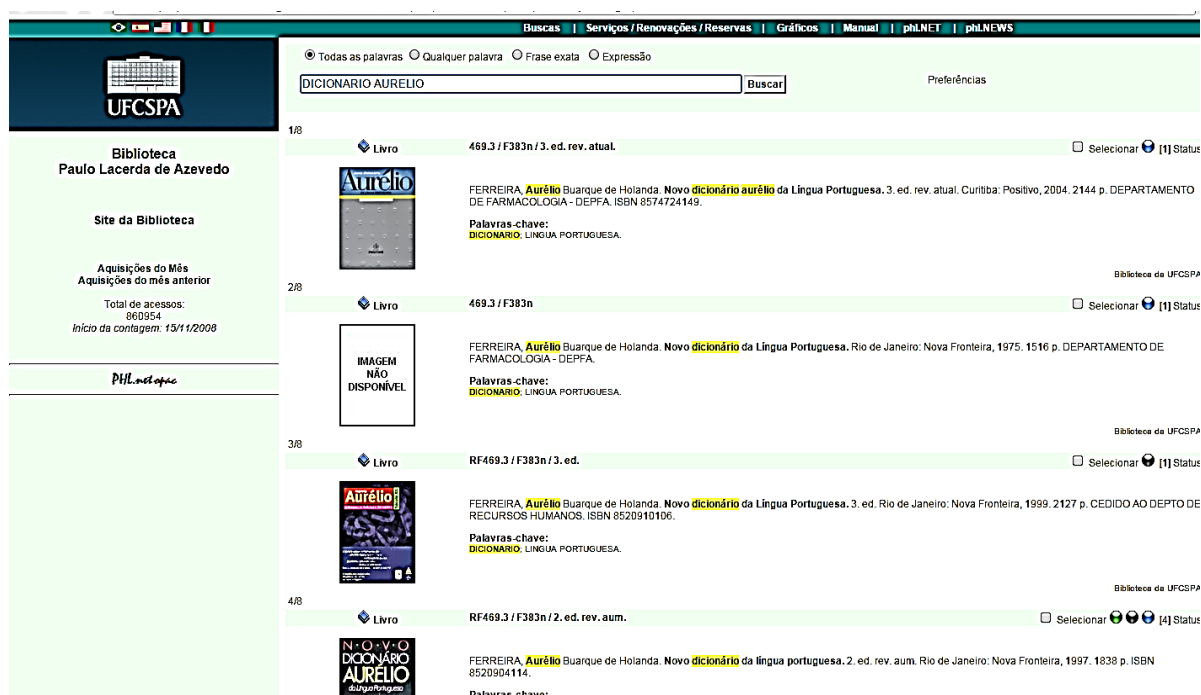 Buscas | Serviços / Renovações / Reservas | Gráficos | Manual | phl.NET | phl.NEWS
UFCSPA
Biblioteca
Paulo Lacerda de Azevedo
Site da Biblioteca
Aquisições do Mês
Aquisições do mês anterior
Total de acessos:
860954
Início da contagem: 15/11/2008
PHL.net opac
Todas as palavras Qualquer palavra Frase exata Expressão
DICIONARIO AURELIO Buscar Preferências
1/8
Livro 469.3 / F383n / 3. ed. rev. atual. Selecionar [1] Status
Aurélio
FERREIRA, Aurélio Buarque de Holanda. Novo dicionário aurélio da Língua Portuguesa. 3. ed. rev. atual. Curitiba: Positivo, 2004. 2144 p. DEPARTAMENTO
DE FARMACOLOGIA - DEPFA. ISBN 8574724149.
Palavras-chave:
DICIONARIO; LINGUA PORTUGUESA.
Biblioteca da UFCSPA
2/8
Livro 469.3 / F383n Selecionar [1] Status
IMAGEM
NÃO
DISPONÍVEL
FERREIRA, Aurélio Buarque de Holanda. Novo dicionário da Língua Portuguesa. Rio de Janeiro: Nova Fronteira, 1975. 1516 p. DEPARTAMENTO DE
FARMACOLOGIA - DEPFA.
Palavras-chave:
DICIONARIO; LINGUA PORTUGUESA.
Biblioteca da UFCSPA
3/8
Livro RF469.3 / F383n / 3. ed. Selecionar [1] Status
Aurélio
FERREIRA, Aurélio Buarque de Holanda. Novo dicionário da Língua Portuguesa. 3. ed. Rio de Janeiro: Nova Fronteira, 1999. 2127 p. CEDIDO AO DEPTO DE
RECURSOS HUMANOS. ISBN 8520910106.
Palavras-chave:
DICIONARIO; LINGUA PORTUGUESA.
Biblioteca da UFCSPA
4/8
Livro RF469.3 / F383n / 2. ed. rev. aum. Selecionar [4] Status
N·O·V·O
DICIONÁRIO
AURÉLIO
da Língua Portuguesa
FERREIRA, Aurélio Buarque de Holanda. Novo dicionário da língua portuguesa. 2. ed. rev. aum. Rio de Janeiro: Nova Fronteira, 1997. 1838 p. ISBN
8520904114.
Palavras-chave: